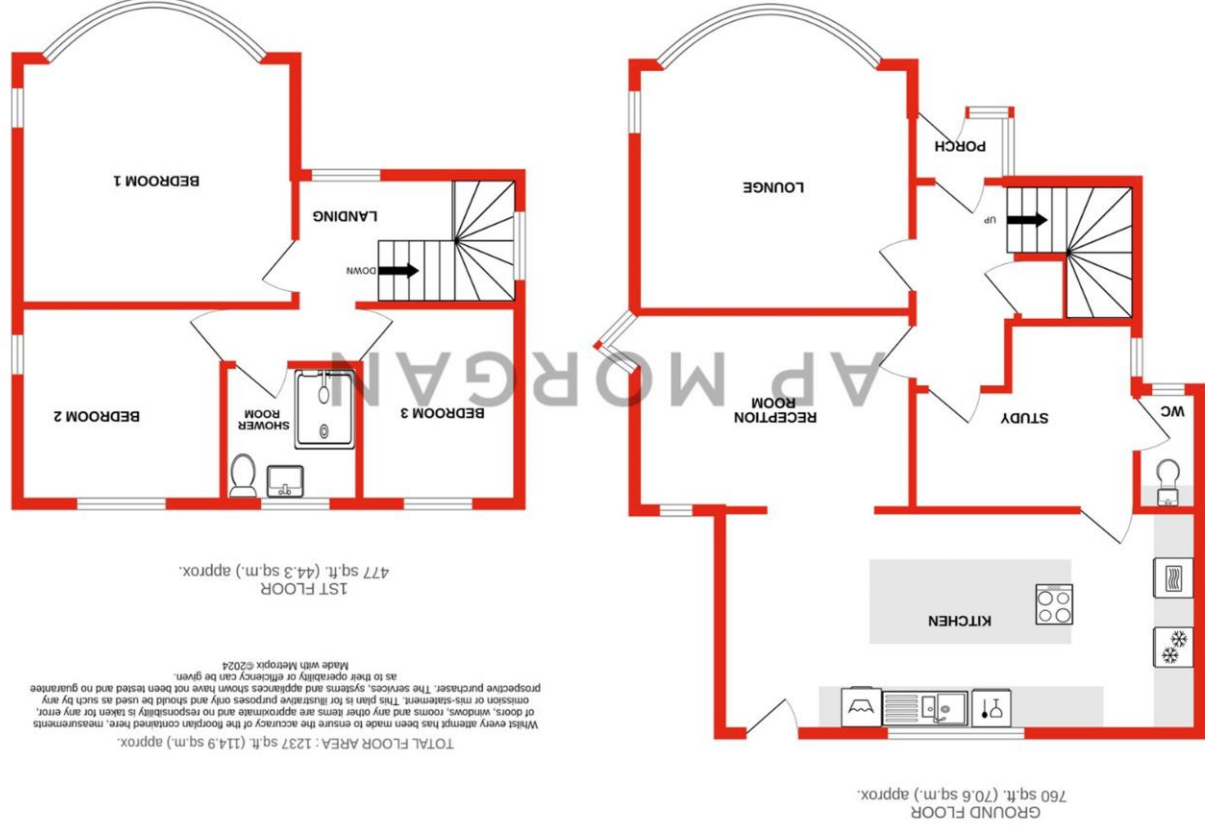 GROUND FLOOR
760 sq.ft. (70.6 sq.m.) approx.
KITCHEN
WC
STUDY
RECEPTION
ROOM
UP
LOUNGE
PORCH
1ST FLOOR
477 sq.ft. (44.3 sq.m.) approx.
BEDROOM 3
SHOWER
ROOM
BEDROOM 2
DOWN
LANDING
BEDROOM 1
AP MORGAN
TOTAL FLOOR AREA : 1237 sq.ft. (114.9 sq.m.) approx.
Whilst every attempt has been made to ensure the accuracy of the floorplan contained here, measurements
of doors, windows, rooms and any other items are approximate and no responsibility is taken for any error,
omission or mis-statement. This plan is for illustrative purposes only and should be used as such by any
prospective purchaser. The services, systems and appliances shown have not been tested and no guarantee
as to their operability or efficiency can be given.
Made with Metropix ©2024